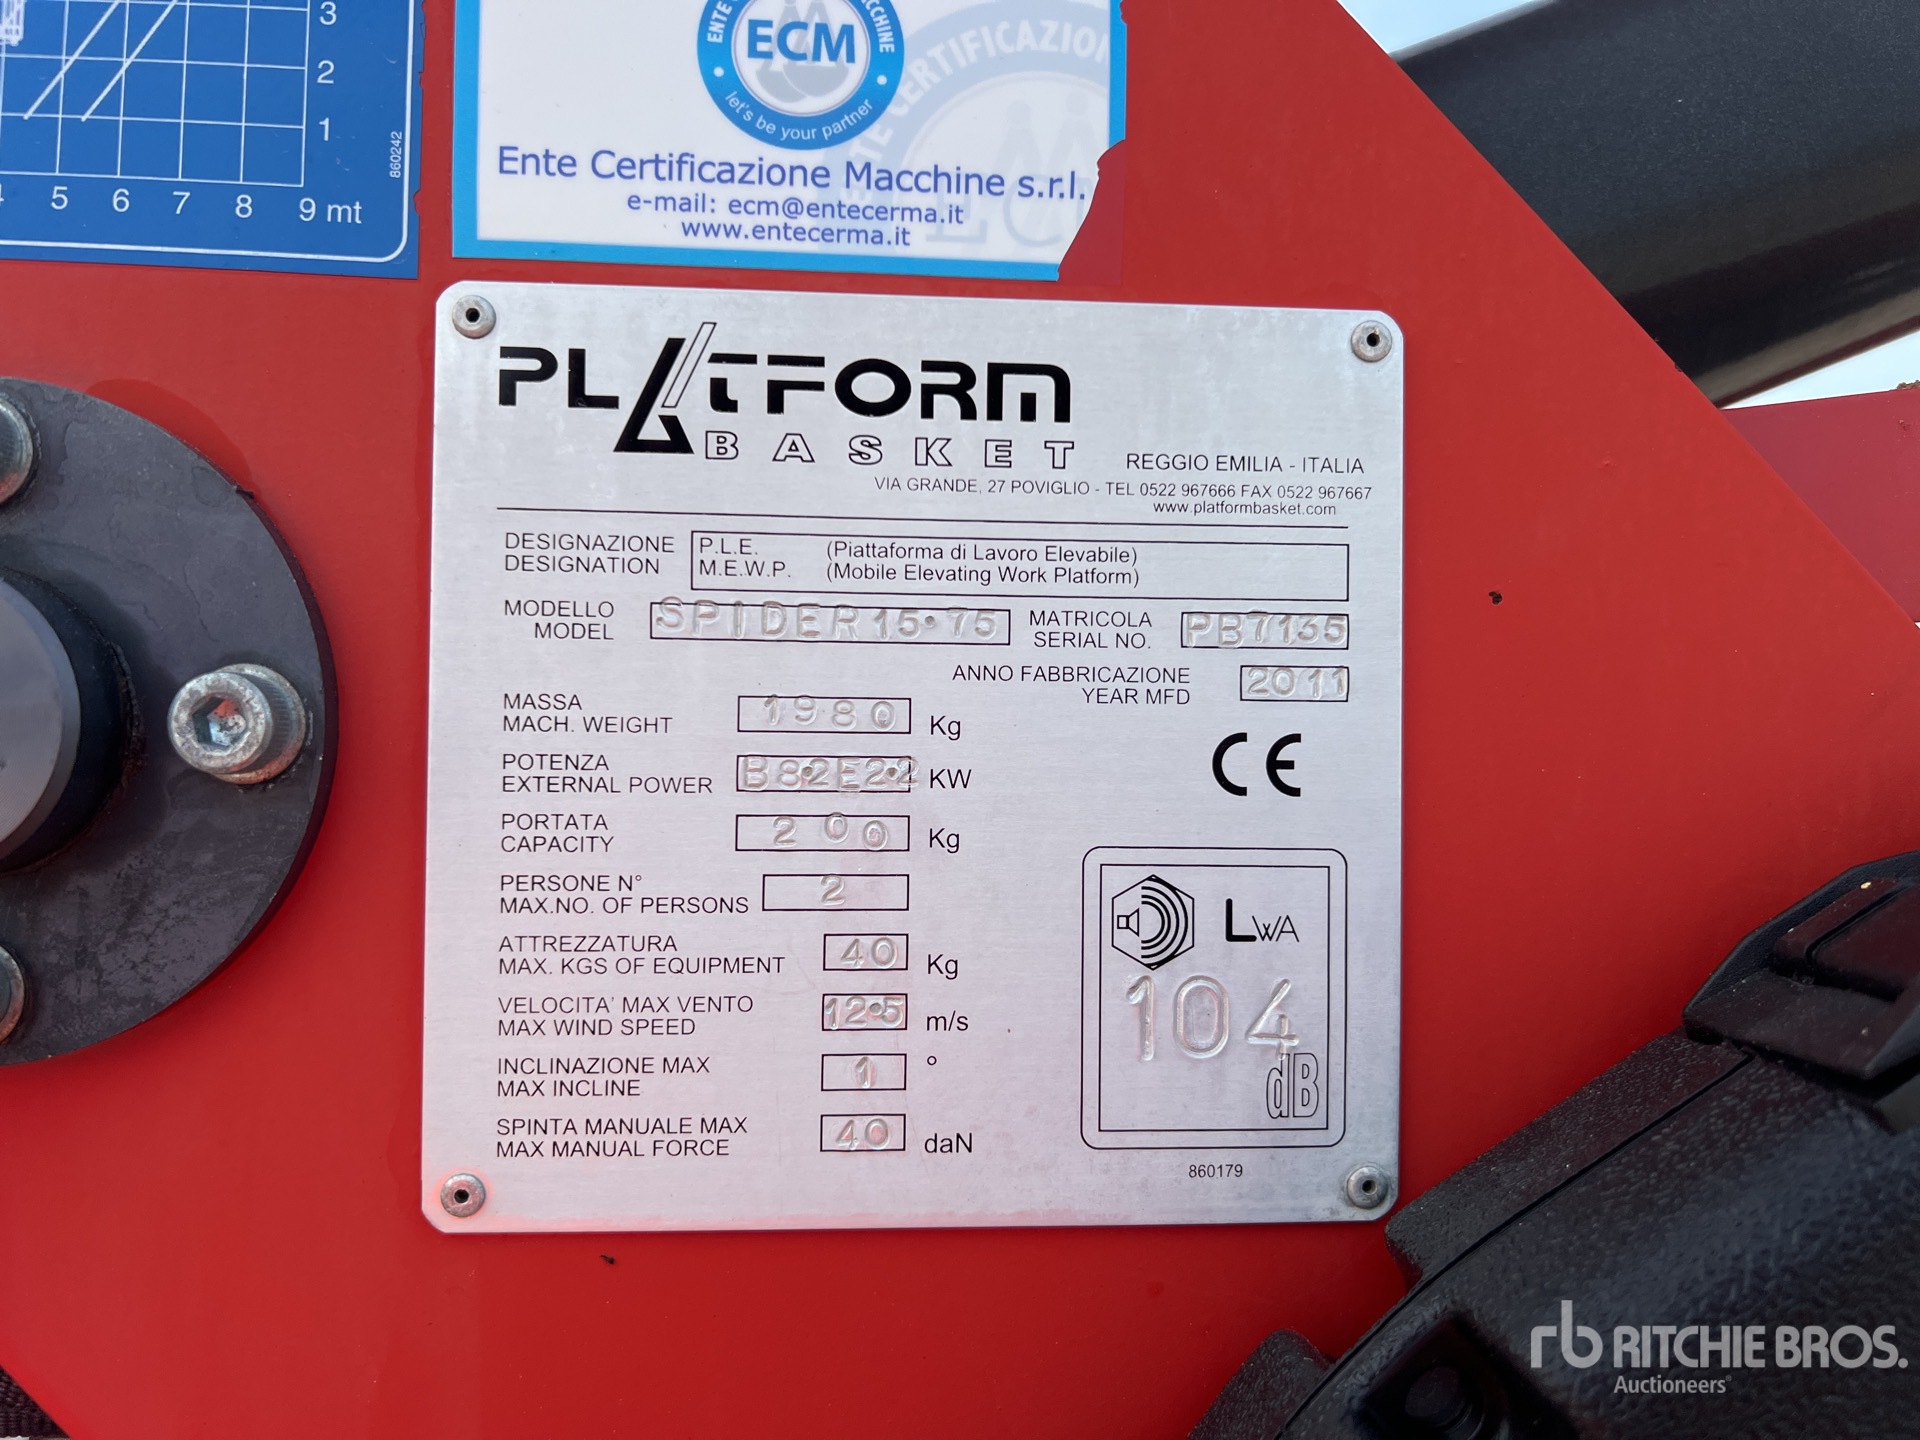 3
2
1
5 6 7 8 9 mt
860242
ECM
let's be your partner
Ente Certificazione Macchine s.r.l.
e-mail: ecm@entecerma.it
www.entecerma.it
PLATFORM
BASKET
REGGIO EMILIA - ITALIA
VIA GRANDE, 27 POVIGLIO - TEL 0522 967666 FAX 0522 967667
www.platformbasket.com
DESIGNAZIONE P.L.E. (Piattaforma di Lavoro Elevabile)
DESIGNATION M.E.W.P. (Mobile Elevating Work Platform)
MODELLO
MODEL SPIDER 15.75
MATRICOLA
SERIAL NO. PB7135
ANNO FABBRICAZIONE
YEAR MFD 2011
MASSA
MACH. WEIGHT 1980 Kg
POTENZA
EXTERNAL POWER B8.2E2.2 KW
PORTATA
CAPACITY 200 Kg
PERSONE N°
MAX.NO. OF PERSONS 2
ATTREZZATURA
MAX. KGS OF EQUIPMENT 40 Kg
VELOCITA' MAX VENTO
MAX WIND SPEED 12.5 m/s
INCLINAZIONE MAX
MAX INCLINE 1 °
SPINTA MANUALE MAX
MAX MANUAL FORCE 40 daN
CE
LWA
104
dB
860179
rb RITCHIE BROS.
Auctioneers